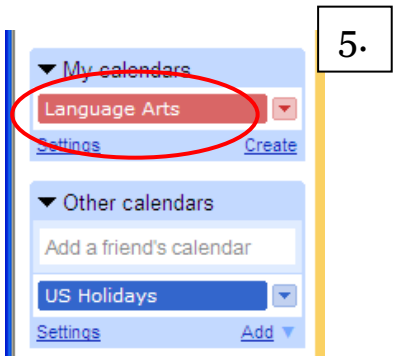 5.
My calendars
Language Arts
Settings Create
Other calendars
Add a friend's calendar
US Holidays
Settings Add